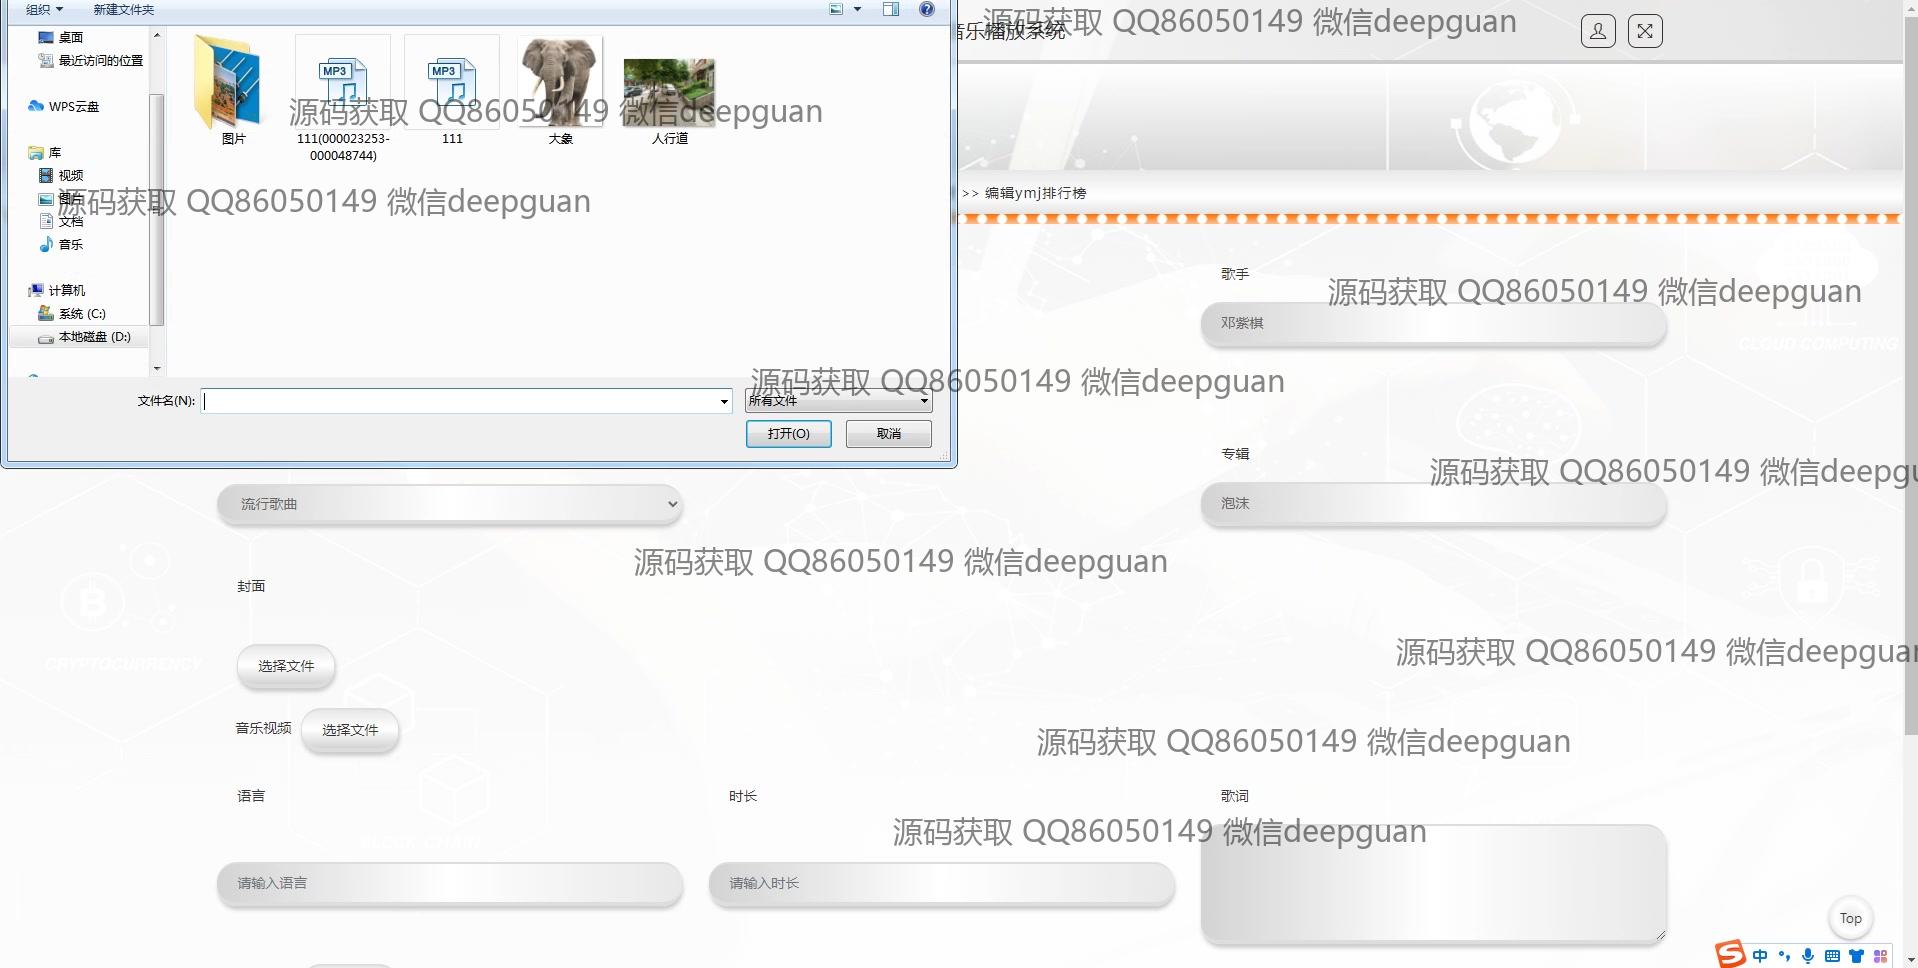 组织 新建文件夹
桌面
最近访问的位置
WPS云盘
库
视频
图片
文档
音乐
计算机
系统 (C:)
本地磁盘 (D:)
MP3
MP3
图片
111(000023253-
000048744)
111
大象
人行道
文件名(N):
所有文件
打开(O) 取消
音乐播放系统
>> 编辑ymj排行榜
歌手
邓紫棋
专辑
泡沫
流行歌曲
封面
选择文件
音乐视频 选择文件
语言 时长 歌词
请输入语言 请输入时长
Top
中
CLOUD COMPUTING
CRYPTOCURRENCY
BLOCK CHAIN
源码获取 QQ86050149 微信deepguan
源码获取 QQ86050149 微信deepguan
源码获取 QQ86050149 微信deepguan
源码获取 QQ86050149 微信deepguan
源码获取 QQ86050149 微信deepguan
源码获取 QQ86050149 微信deepgu
源码获取 QQ86050149 微信deepguan
源码获取 QQ86050149 微信deepguan
源码获取 QQ86050149 微信deepguan
源码获取 QQ86050149 微信deepguan